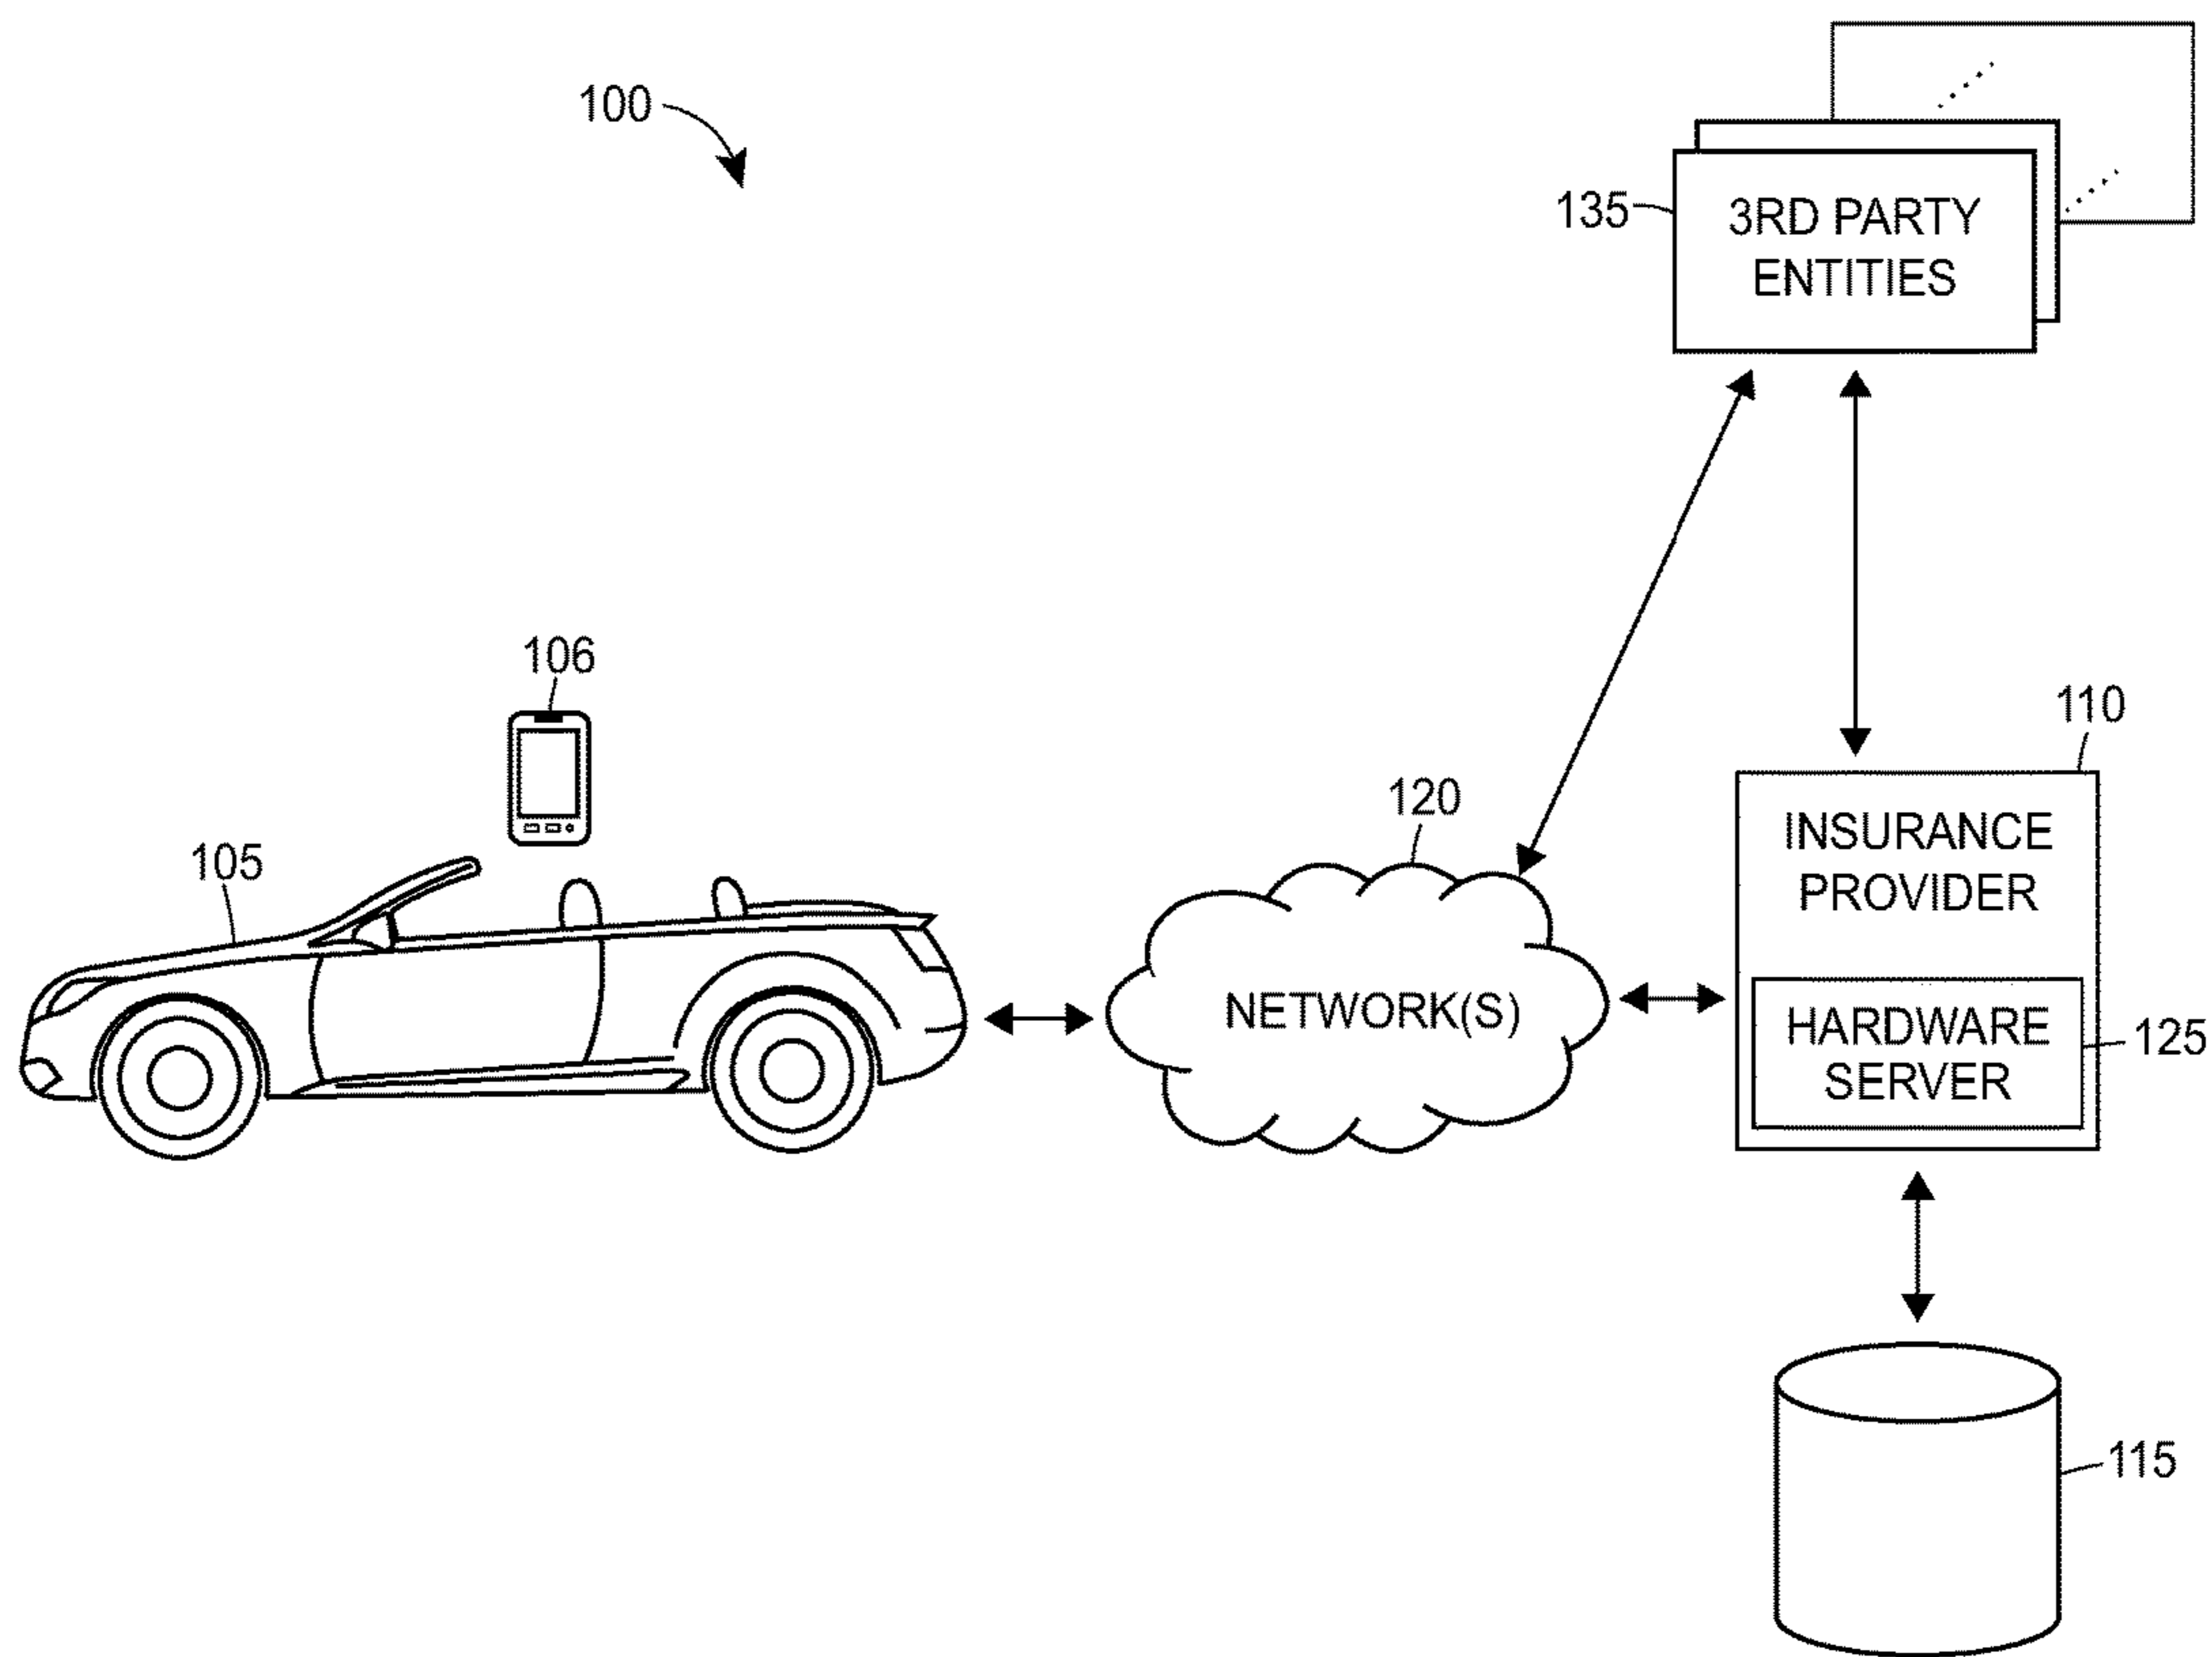 100
135
3RD PARTY
ENTITIES
106
110
105
120
INSURANCE
PROVIDER
NETWORK(S)
HARDWARE
SERVER
125
115